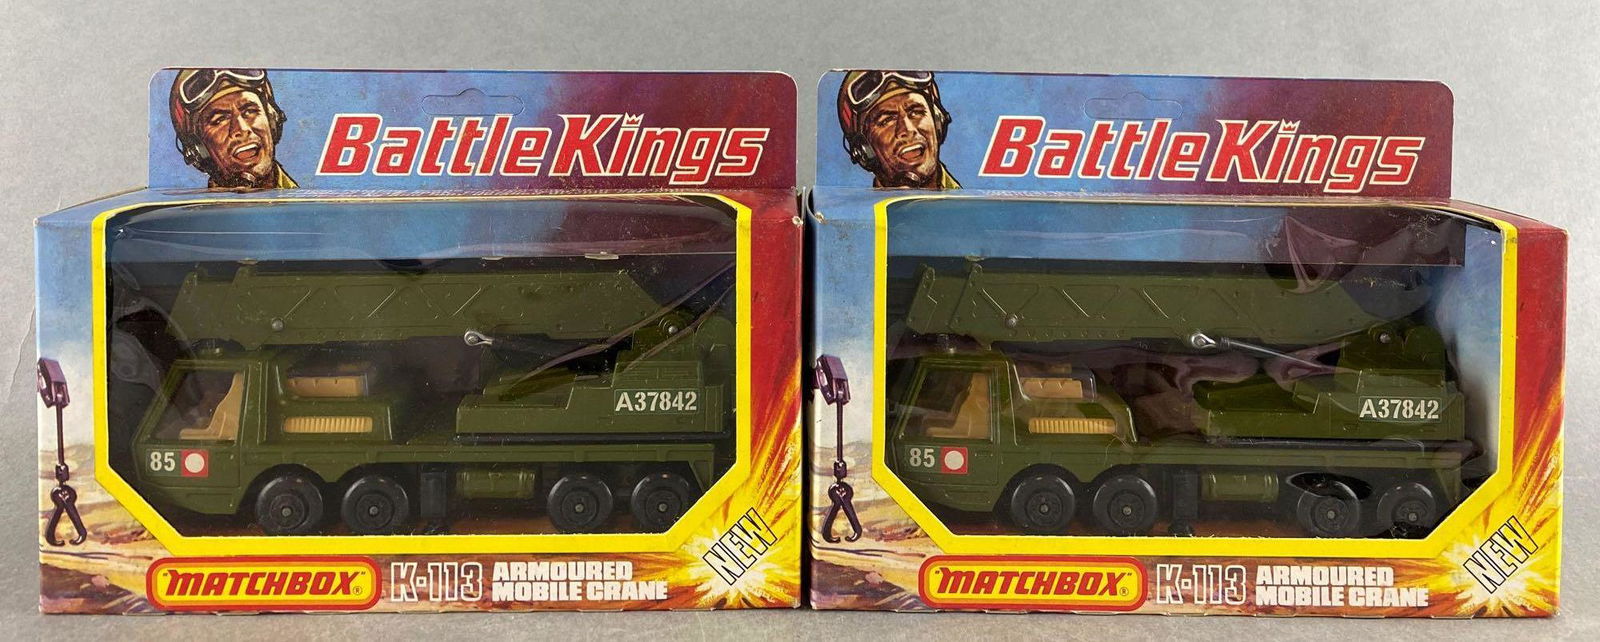 Battle Kings
A37842
85
"MATCHBOX"®
K-113
ARMOURED
MOBILE CRANE
NEW
Battle Kings
A37842
85
"MATCHBOX"®
K-113
ARMOURED
MOBILE CRANE
NEW